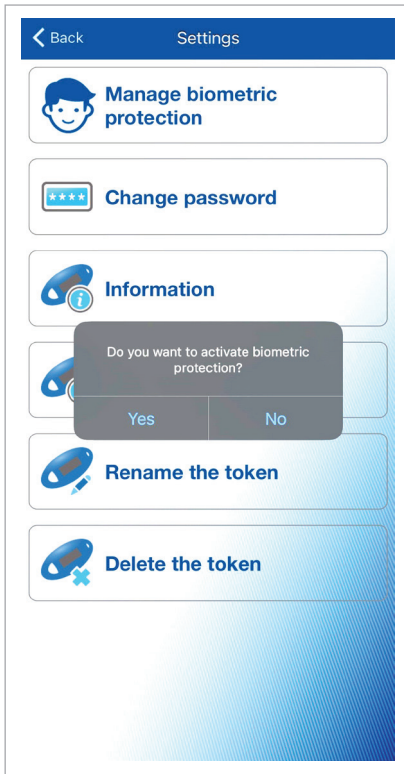 Back
Settings
Manage biometric
protection
****
Change password
i
Information
Do you want to activate biometric
protection?
Yes
No
Rename the token
Delete the token